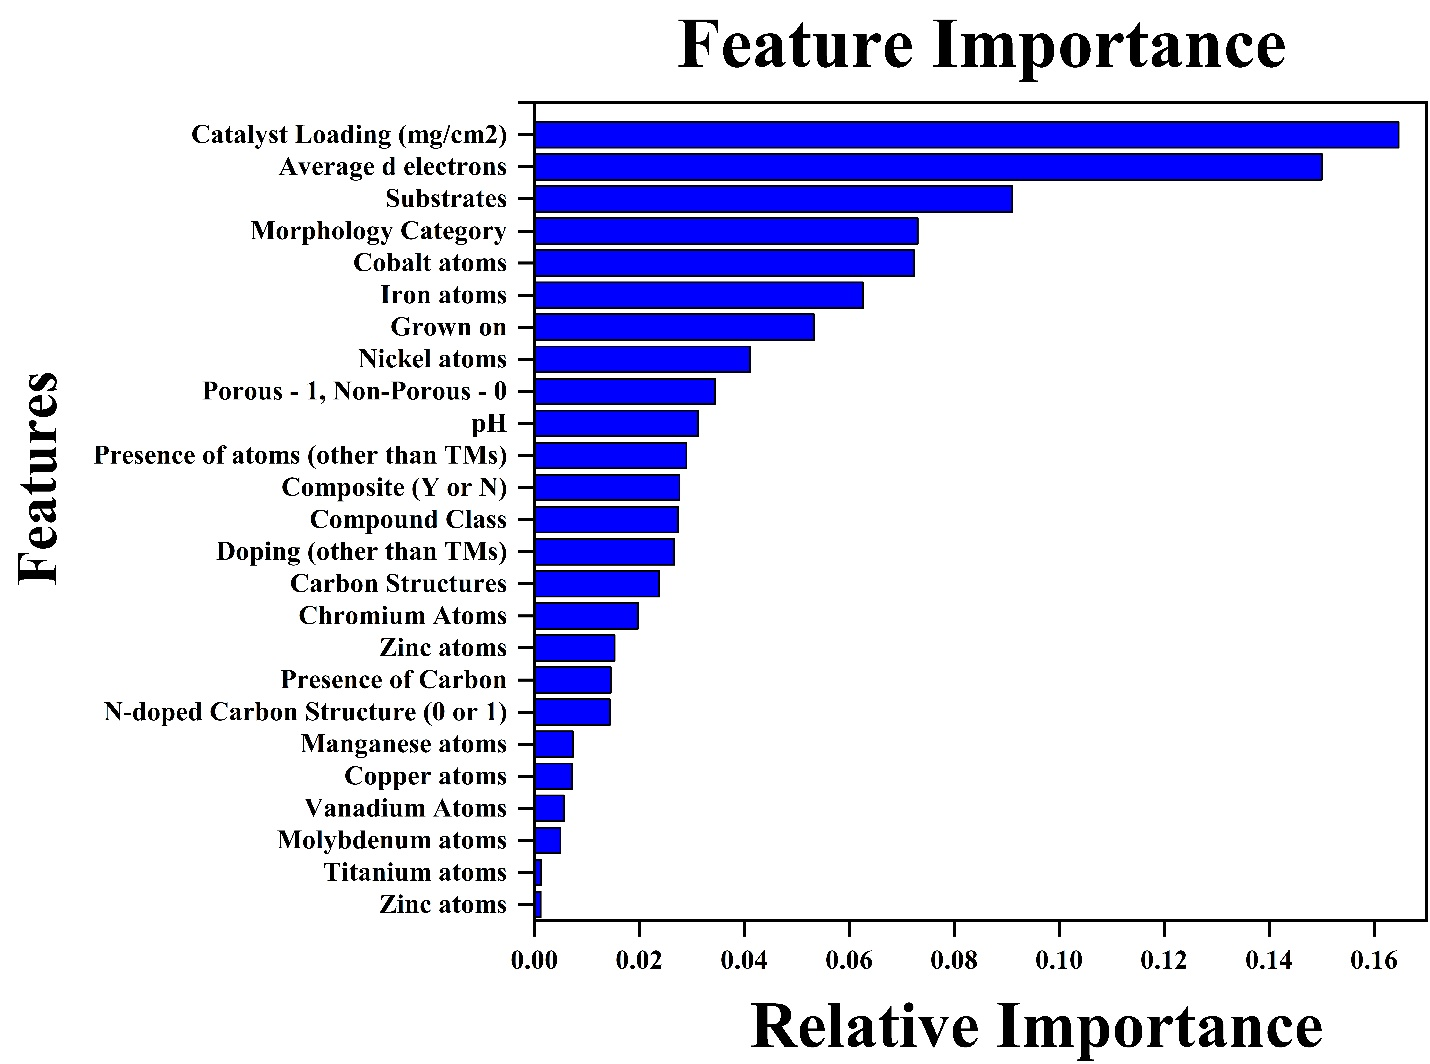 Feature Importance
Features
Catalyst Loading (mg/cm2)
Average d electrons
Substrates
Morphology Category
Cobalt atoms
Iron atoms
Grown on
Nickel atoms
Porous - 1, Non-Porous - 0
pH
Presence of atoms (other than TMs)
Composite (Y or N)
Compound Class
Doping (other than TMs)
Carbon Structures
Chromium Atoms
Zinc atoms
Presence of Carbon
N-doped Carbon Structure (0 or 1)
Manganese atoms
Copper atoms
Vanadium Atoms
Molybdenum atoms
Titanium atoms
Zinc atoms
0.00 0.02 0.04 0.06 0.08 0.10 0.12 0.14 0.16
Relative Importance